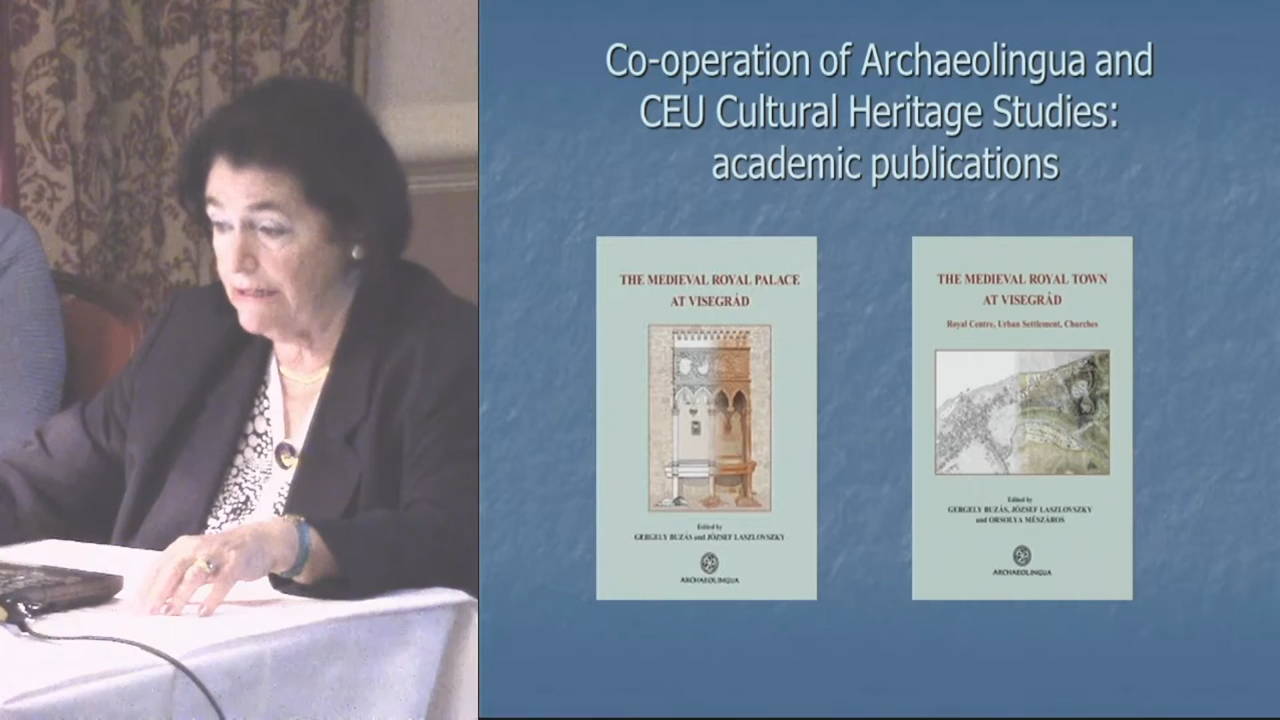 Co-operation of Archaeolingua and
CEU Cultural Heritage Studies:
academic publications
THE MEDIEVAL ROYAL PALACE
AT VISEGRÁD
Edited by
GERGELY BUZÁS and JÓZSEF LASZLOVSZKY
ARCHAEOLINGUA
THE MEDIEVAL ROYAL TOWN
AT VISEGRÁD
Royal Centre, Urban Settlement, Churches
Edited by
GERGELY BUZÁS, JÓZSEF LASZLOVSZKY
and ORSOLYA MÉSZÁROS
ARCHAEOLINGUA